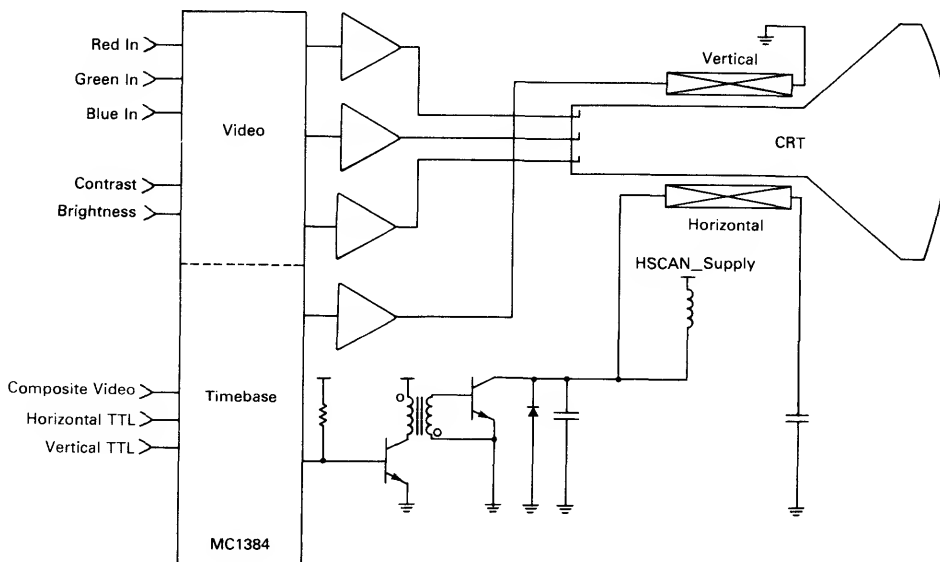 Red In
Green In
Blue In
Contrast
Brightness
Video
Composite Video
Horizontal TTL
Vertical TTL
Timebase
MC1384
Vertical
CRT
Horizontal
HSCAN_Supply